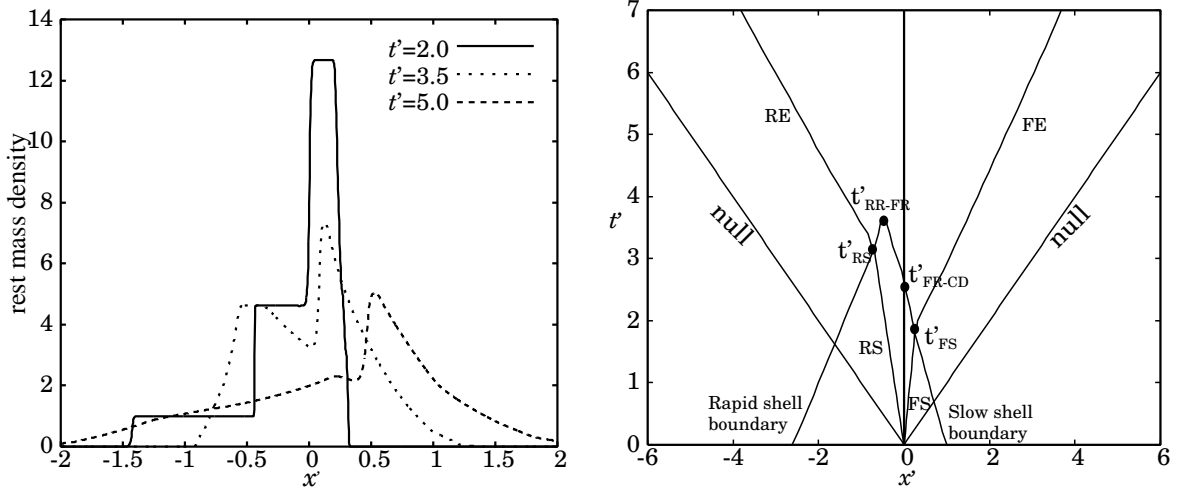 14
12
10
8
6
4
2
0
rest mass density
t'=2.0
t'=3.5
t'=5.0
-2
-1.5
-1
-0.5
0
0.5
1
1.5
2
x'
7
6
5
4
3
2
1
0
t'
RE
FE
null
null
t'RR-FR
t'RS
t'FR-CD
t'FS
RS
FS
Rapid shell
boundary
Slow shell
boundary
-6
-4
-2
0
2
4
6
x'